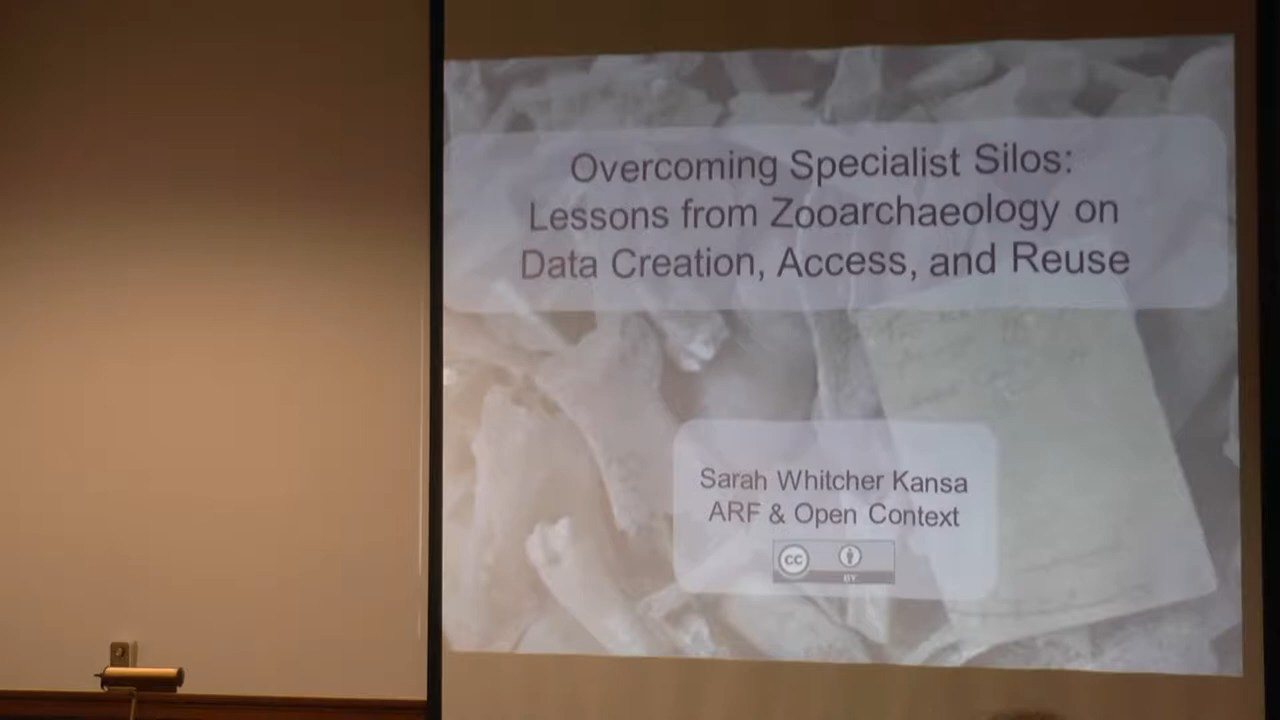 Overcoming Specialist Silos:
Lessons from Zooarchaeology on
Data Creation, Access, and Reuse
Sarah Whitcher Kansa
ARF & Open Context
cc
BY